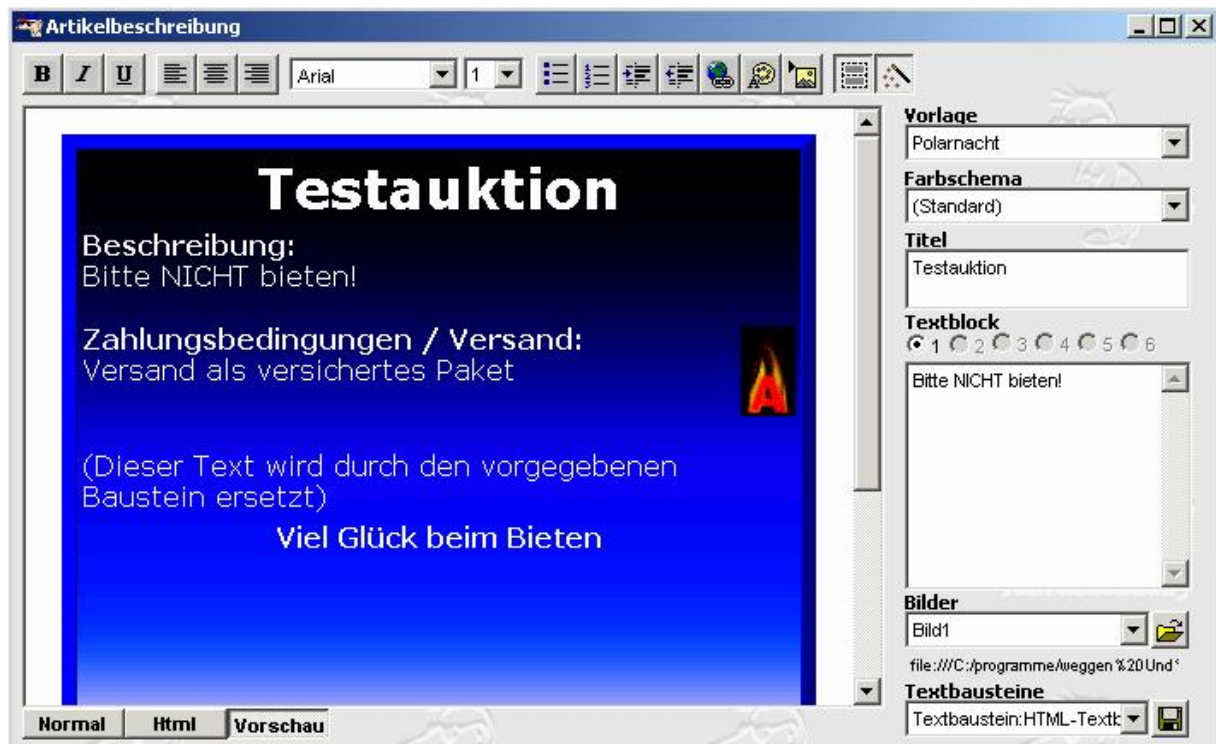 Artikelbeschreibung
B I U Arial 1
Testauktion
Beschreibung:
Bitte NICHT bieten!
Zahlungsbedingungen / Versand:
Versand als versichertes Paket
A
(Dieser Text wird durch den vorgegebenen
Baustein ersetzt)
Viel Glück beim Bieten
Normal Html Vorschau
Vorlage
Polarnacht
Farbschema
(Standard)
Titel
Testauktion
Textblock
1 2 3 4 5 6
Bitte NICHT bieten!
Bilder
Bild1
file:///C:/programme/weggen%20Und
Textbausteine
Textbaustein:HTML-Textb